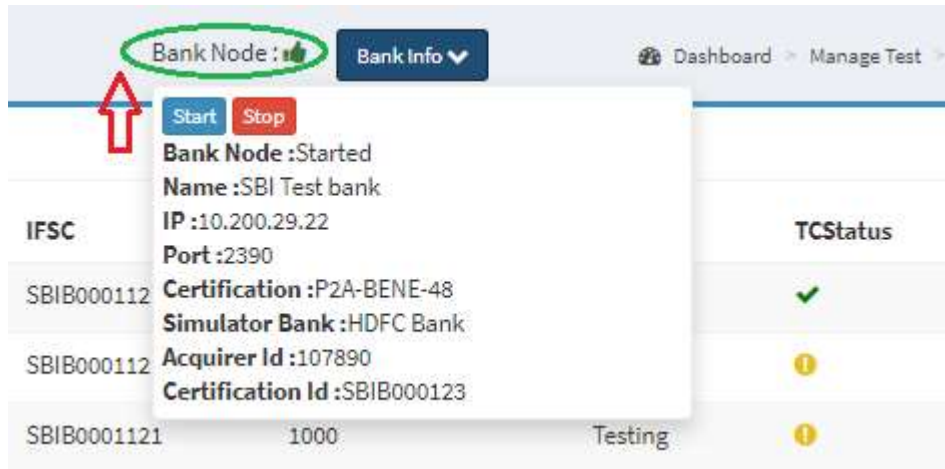 Bank Node : Bank Info Dashboard > Manage Test >
Start Stop
Bank Node :Started
Name :SBI Test bank
IP :10.200.29.22
Port :2390
Certification :P2A-BENE-48
Simulator Bank :HDFC Bank
Acquirer Id :107890
Certification Id :SBIB000123
IFSC TCStatus
SBIB000112
SBIB000112
SBIB0001121 1000 Testing